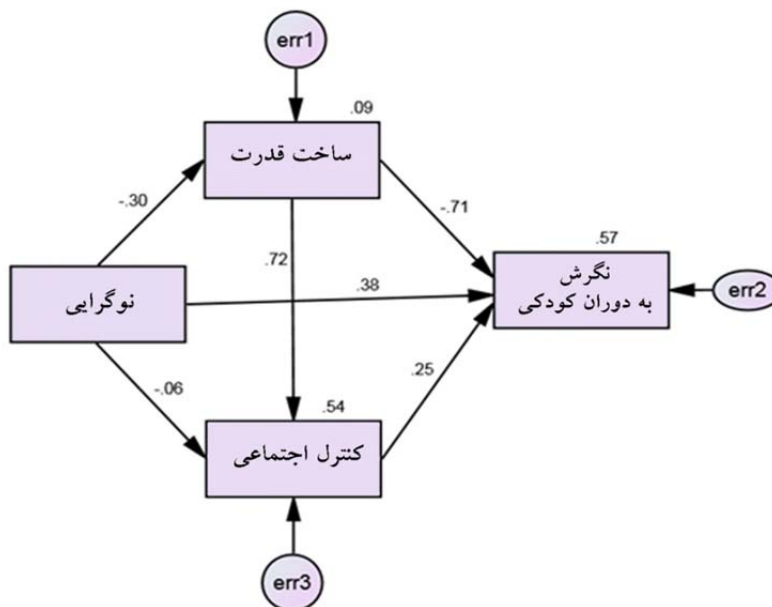 err1
.09
ساخت قدرت
-.30
-.71
.57
نگرش
به دوران کودکی
.72
.38
نوگرایی
err2
.25
-.06
.54
کنترل اجتماعی
err3